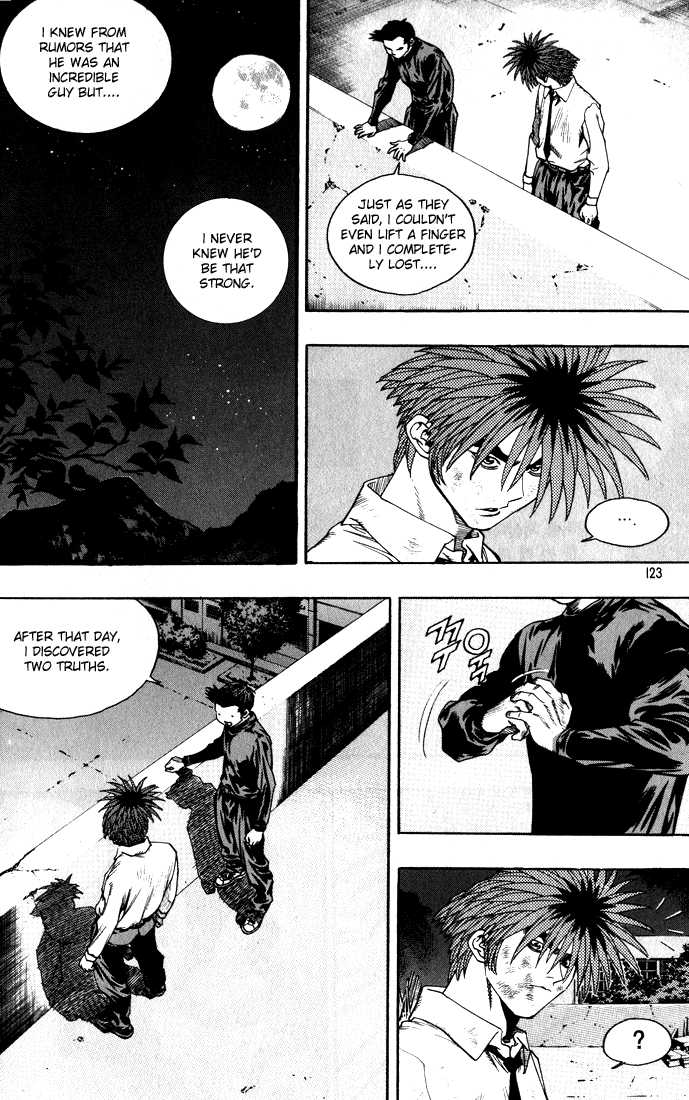 I KNEW FROM
RUMORS THAT
HE WAS AN
INCREDIBLE
GUY BUT....
I NEVER
KNEW HE'D
BE THAT
STRONG.
JUST AS THEY
SAID, I COULDN'T
EVEN LIFT A FINGER
AND I COMPLETE-
LY LOST....
....
123
AFTER THAT DAY,
I DISCOVERED
TWO TRUTHS.
?